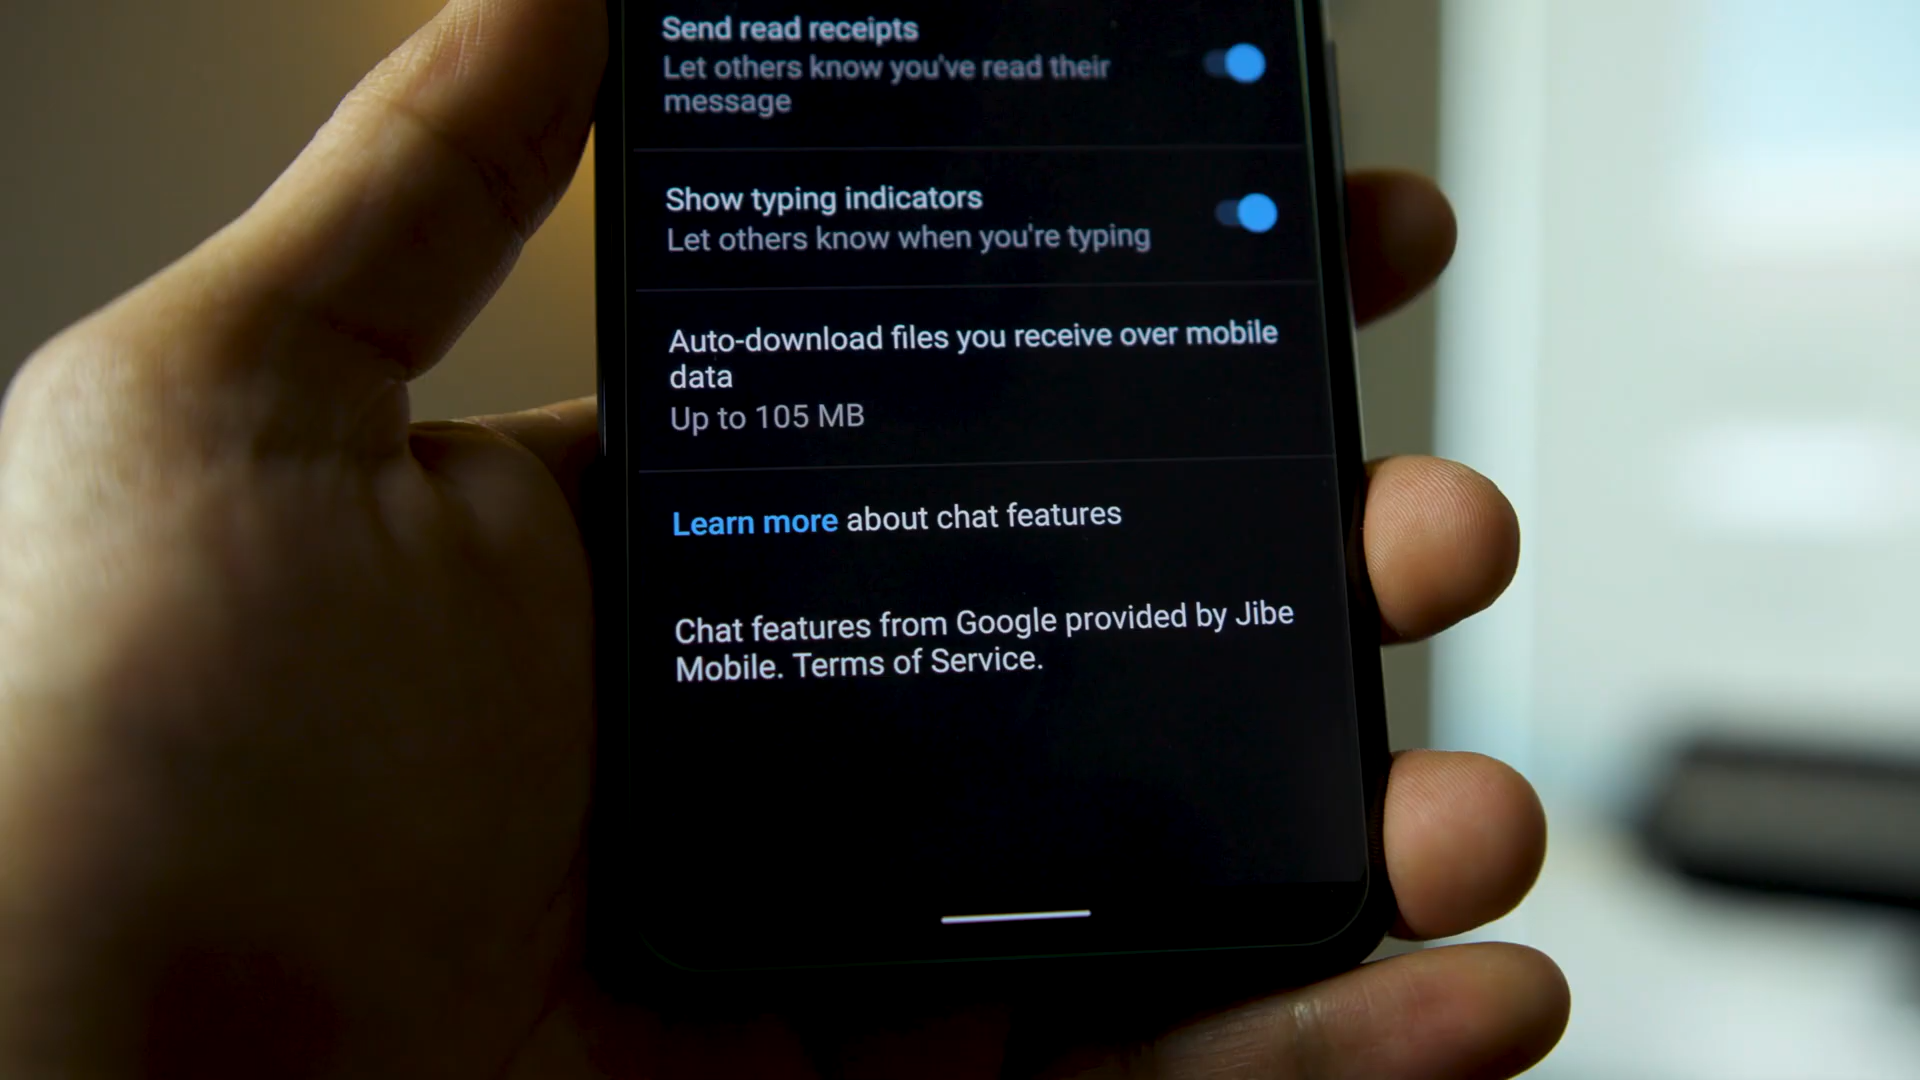 Send read receipts
Let others know you've read their
message
Show typing indicators
Let others know when you're typing
Auto-download files you receive over mobile
data
Up to 105 MB
Learn more about chat features
Chat features from Google provided by Jibe
Mobile. Terms of Service.